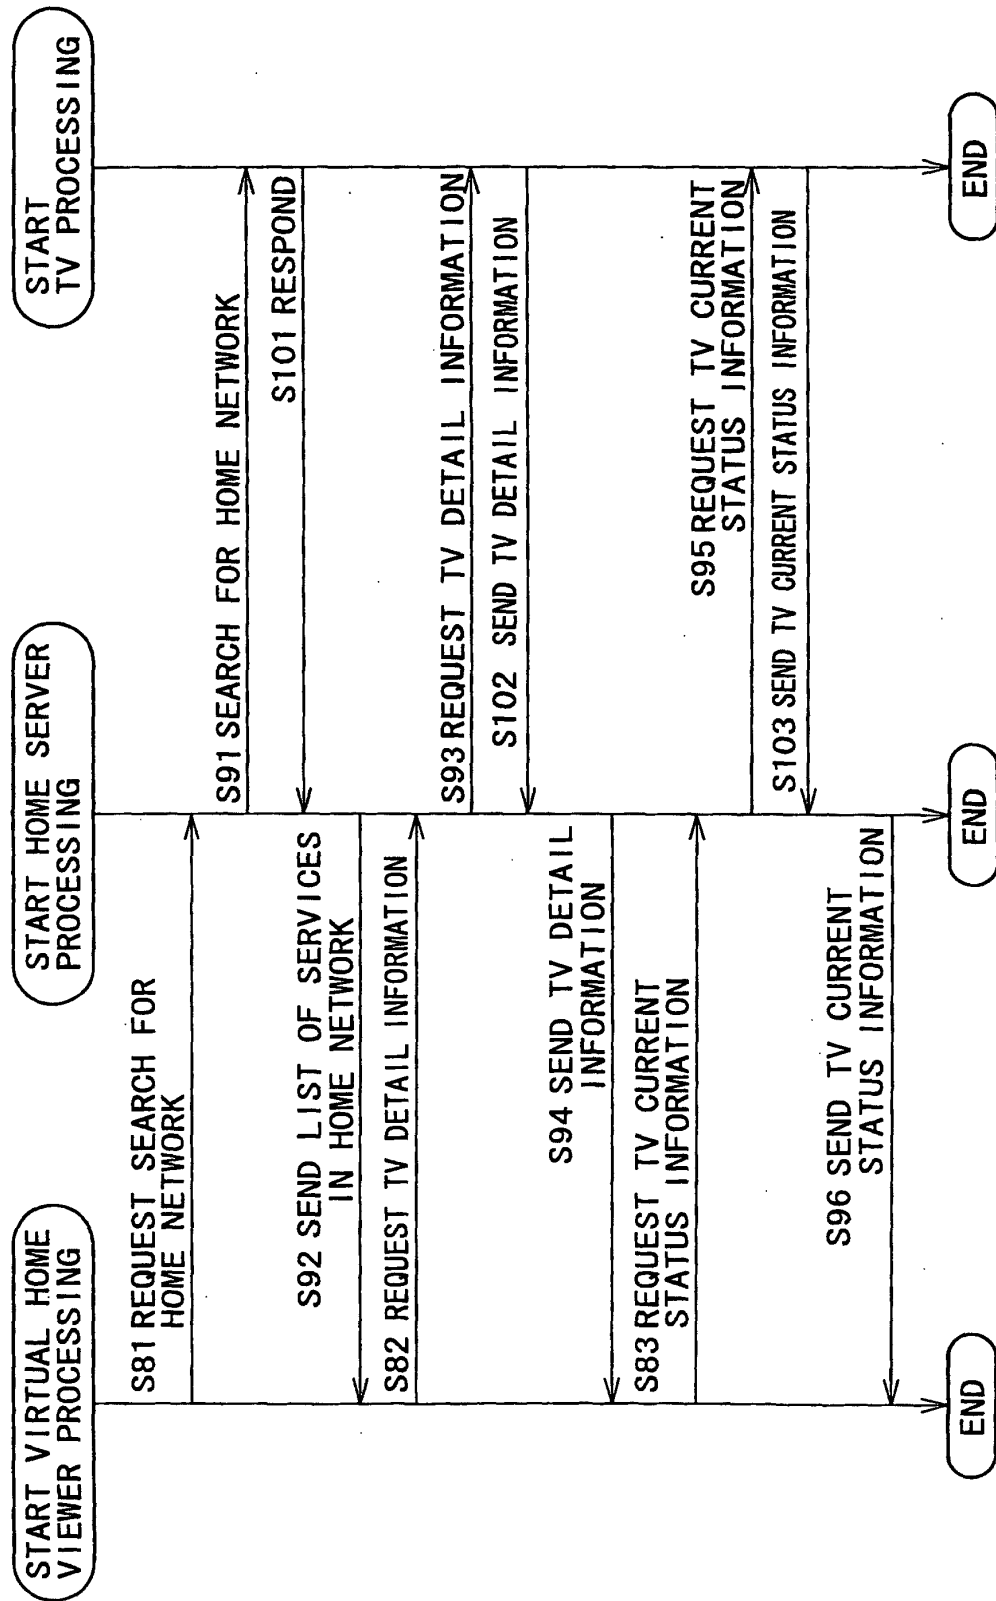 START VIRTUAL HOME
VIEWER PROCESSING
START HOME SERVER
PROCESSING
START
TV PROCESSING
S81 REQUEST SEARCH FOR
HOME NETWORK
S91 SEARCH FOR HOME NETWORK
S101 RESPOND
S92 SEND LIST OF SERVICES
IN HOME NETWORK
S82 REQUEST TV DETAIL INFORMATION
S93 REQUEST TV DETAIL INFORMATION
S102 SEND TV DETAIL INFORMATION
S94 SEND TV DETAIL
INFORMATION
S83 REQUEST TV CURRENT
STATUS INFORMATION
S95 REQUEST TV CURRENT
STATUS INFORMATION
S103 SEND TV CURRENT STATUS INFORMATION
S96 SEND TV CURRENT
STATUS INFORMATION
END
END
END